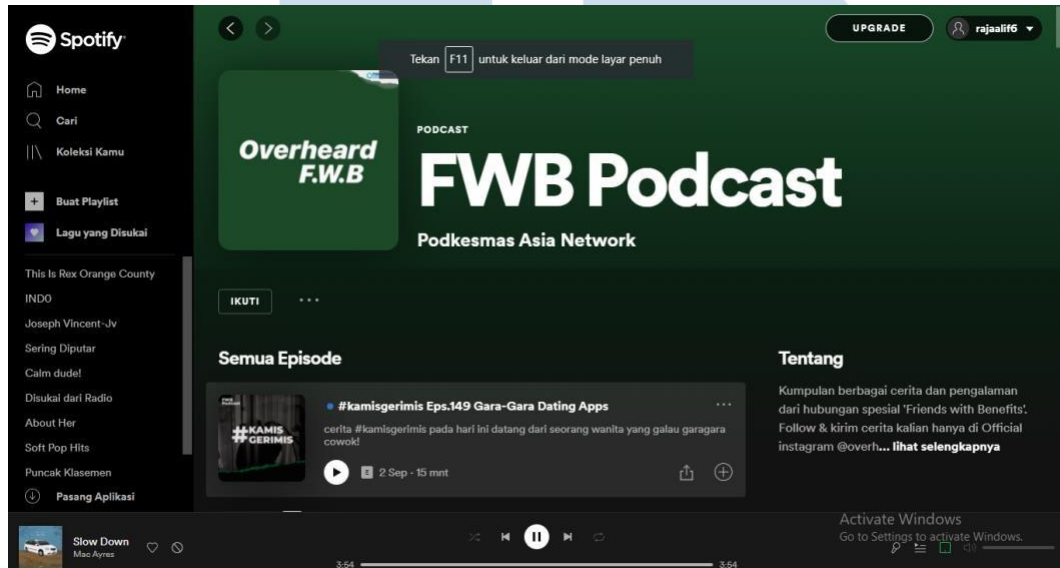 Spotify
Home
Cari
Koleksi Kamu
Buat Playlist
Lagu yang Disukai
This Is Rex Orange County
INDO
Joseph Vincent-Jv
Sering Diputar
Calm dude!
Disukai dari Radio
About Her
Soft Pop Hits
Puncak Klasemen
Pasang Aplikasi
UPGRADE
rajaalif6
Tekan F11 untuk keluar dari mode layar penuh
Overheard
F.W.B
PODCAST
FWB Podcast
Podkesmas Asia Network
IKUTI
Semua Episode
#KAMIS
GERIMIS
#kamisgerimis Eps.149 Gara-Gara Dating Apps
cerita #kamisgerimis pada hari ini datang dari seorang wanita yang galau garagara
cowok!
E 2 Sep - 15 mnt
Tentang
Kumpulan berbagai cerita dan pengalaman
dari hubungan spesial 'Friends with Benefits'.
Follow & kirim cerita kalian hanya di Official
instagram @overh... lihat selengkapnya
Slow Down
Mac Ayres
3:54
3:54
Activate Windows
Go to Settings to activate Windows.